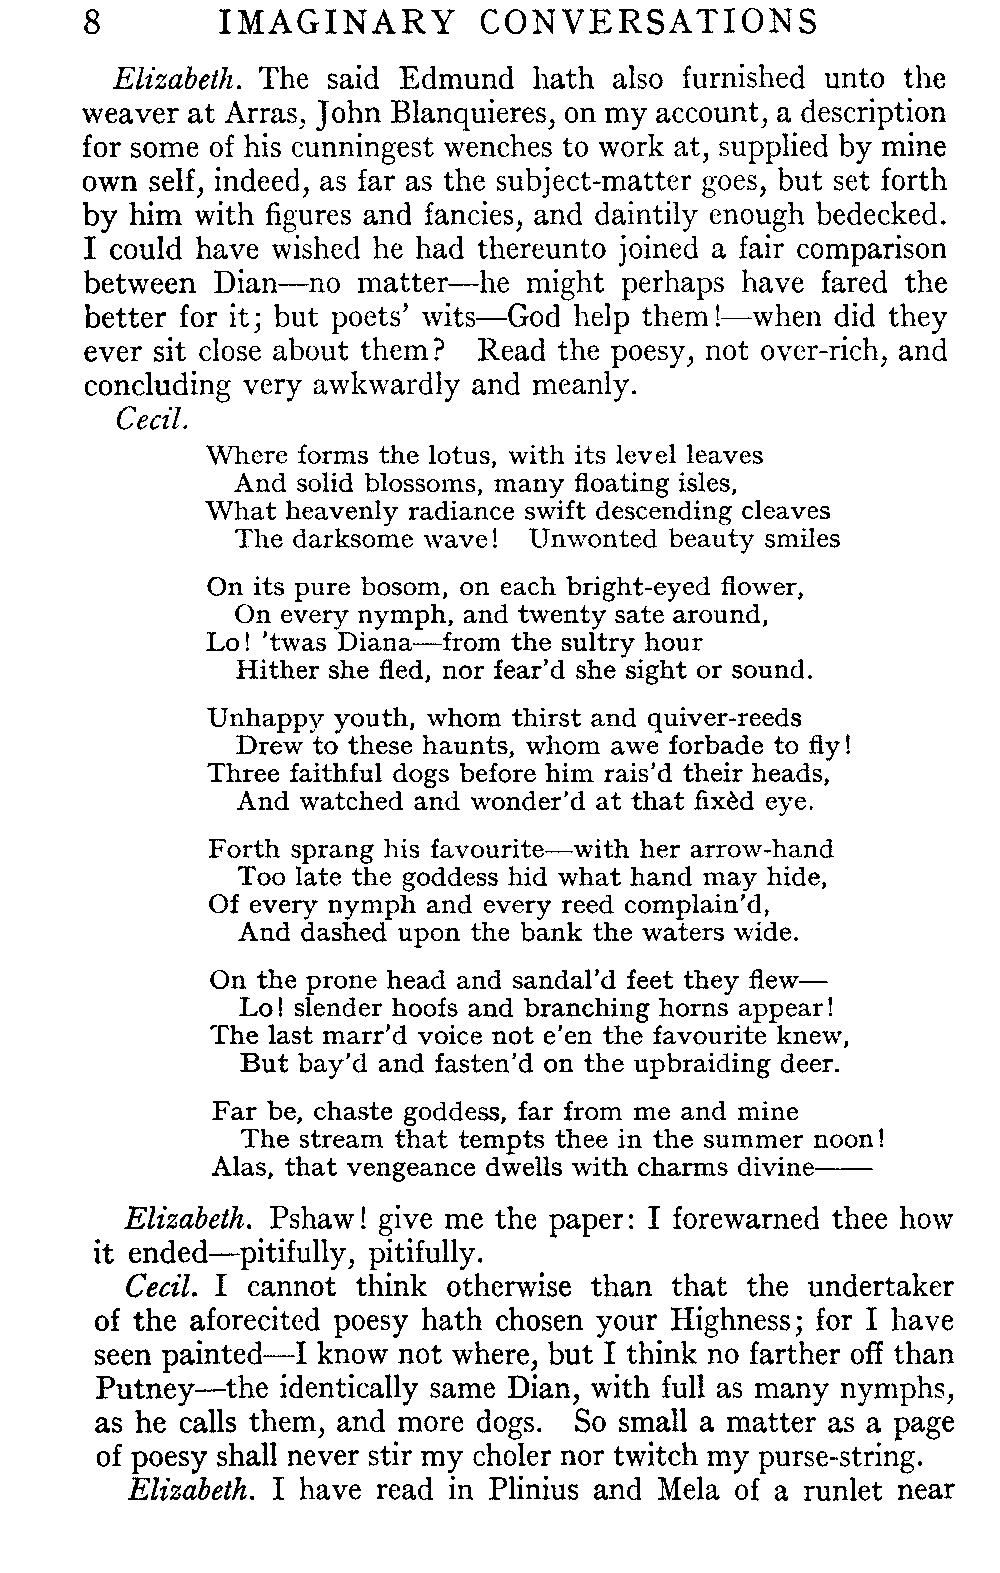 8 IMAGINARY CONVERSATIONS
Elizabeth. The said Edmund hath also furnished unto the
weaver at Arras, John Blanquieres, on my account, a description
for some of his cunningest wenches to work at, supplied by mine
own self, indeed, as far as the subject-matter goes, but set forth
by him with figures and fancies, and daintily enough bedecked.
I could have wished he had thereunto joined a fair comparison
between Dian—no matter—he might perhaps have fared the
better for it; but poets' wits—God help them!—when did they
ever sit close about them? Read the poesy, not over-rich, and
concluding very awkwardly and meanly.
Cecil.
Where forms the lotus, with its level leaves
And solid blossoms, many floating isles,
What heavenly radiance swift descending cleaves
The darksome wave! Unwonted beauty smiles
On its pure bosom, on each bright-eyed flower,
On every nymph, and twenty sate around,
Lo! 'twas Diana—from the sultry hour
Hither she fled, nor fear'd she sight or sound.
Unhappy youth, whom thirst and quiver-reeds
Drew to these haunts, whom awe forbade to fly!
Three faithful dogs before him rais'd their heads,
And watched and wonder'd at that fixèd eye.
Forth sprang his favourite—with her arrow-hand
Too late the goddess hid what hand may hide,
Of every nymph and every reed complain'd,
And dashed upon the bank the waters wide.
On the prone head and sandal'd feet they flew—
Lo! slender hoofs and branching horns appear!
The last marr'd voice not e'en the favourite knew,
But bay'd and fasten'd on the upbraiding deer.
Far be, chaste goddess, far from me and mine
The stream that tempts thee in the summer noon!
Alas, that vengeance dwells with charms divine——
Elizabeth. Pshaw! give me the paper: I forewarned thee how
it ended—pitifully, pitifully.
Cecil. I cannot think otherwise than that the undertaker
of the aforecited poesy hath chosen your Highness; for I have
seen painted—I know not where, but I think no farther off than
Putney—the identically same Dian, with full as many nymphs,
as he calls them, and more dogs. So small a matter as a page
of poesy shall never stir my choler nor twitch my purse-string.
Elizabeth. I have read in Plinius and Mela of a runlet near